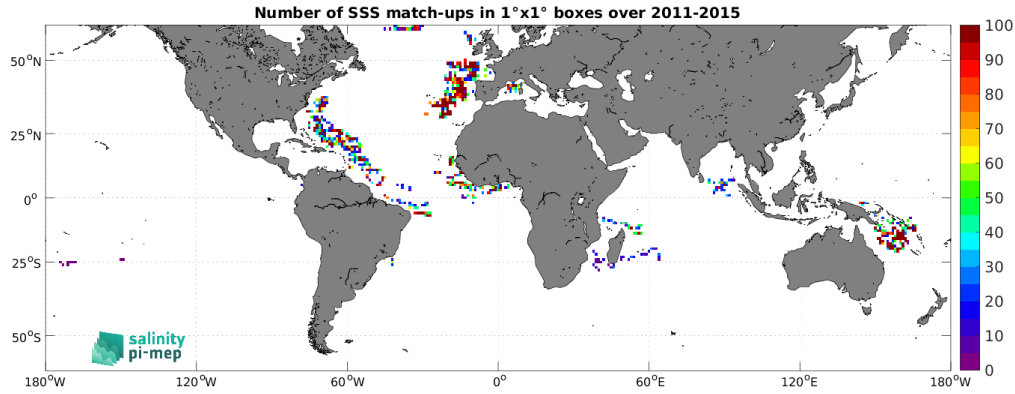 Number of SSS match-ups in 1°x1° boxes over 2011-2015
100
90
80
70
60
50
40
30
20
10
0
50°N
25°N
0°
25°S
50°S
salinity
pi-mep
180°W 120°W 60°W 0° 60°E 120°E 180°W